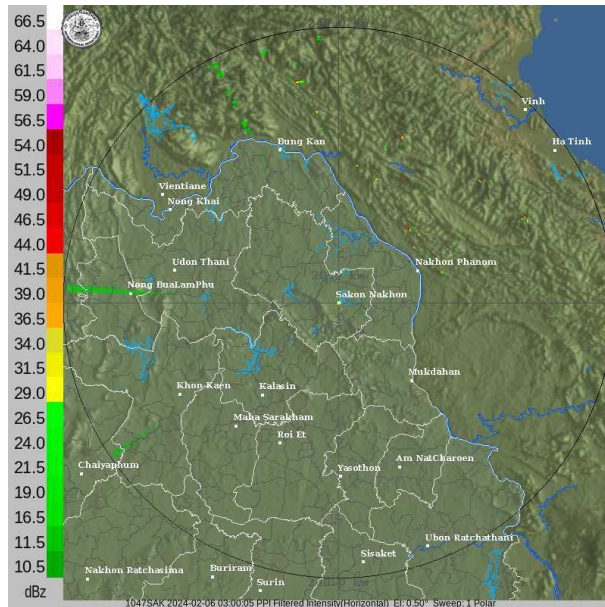 66.5
64.0
61.5
59.0
56.5
54.0
51.5
49.0
46.5
44.0
41.5
39.0
36.5
34.0
31.5
29.0
26.5
24.0
21.5
19.0
16.5
14.0
11.5
10.5
dBz
Vinh
Ha Tinh
Bung Kan
Vientiane
Nong Khai
Udon Thani
Nakhon Phanom
Nong BuaLamPhu
Sakon Nakhon
Khon Kaen
Kalasin
Mukdahan
Maha Sarakham
Roi Et
Chaiyaphum
Yasothon
Am NatCharoen
Ubon Ratchathani
Sisaket
Nakhon Ratchasima
Buriram
Surin
1047SAK 2024-02-06 03:00:05 PPI Filtered Intensity(Horizontal) El: 0.50° Sweep: 1 Polar